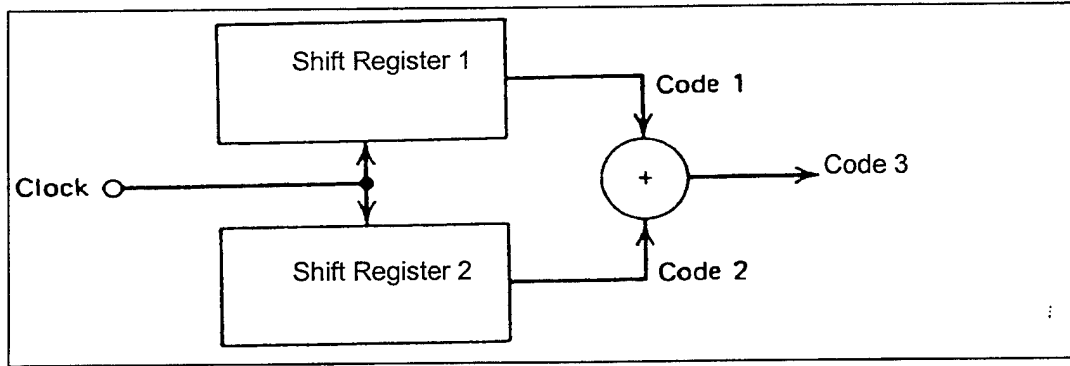 Shift Register 1
Code 1
+
Code 3
Clock
Shift Register 2
Code 2